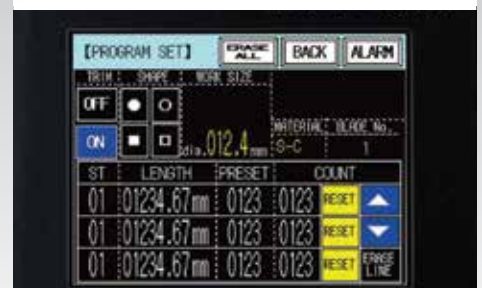 [PROGRAM SET] ERASE ALL BACK ALARM
TRIM SHAPE WORK SIZE
OFF
ON dia.012.4mm MATERIAL S-C BLADE No. 1
ST LENGTH PRESET COUNT
01 01234.67mm 0123 0123 RESET
01 01234.67mm 0123 0123 RESET
01 01234.67mm 0123 0123 RESET ERASE LINE